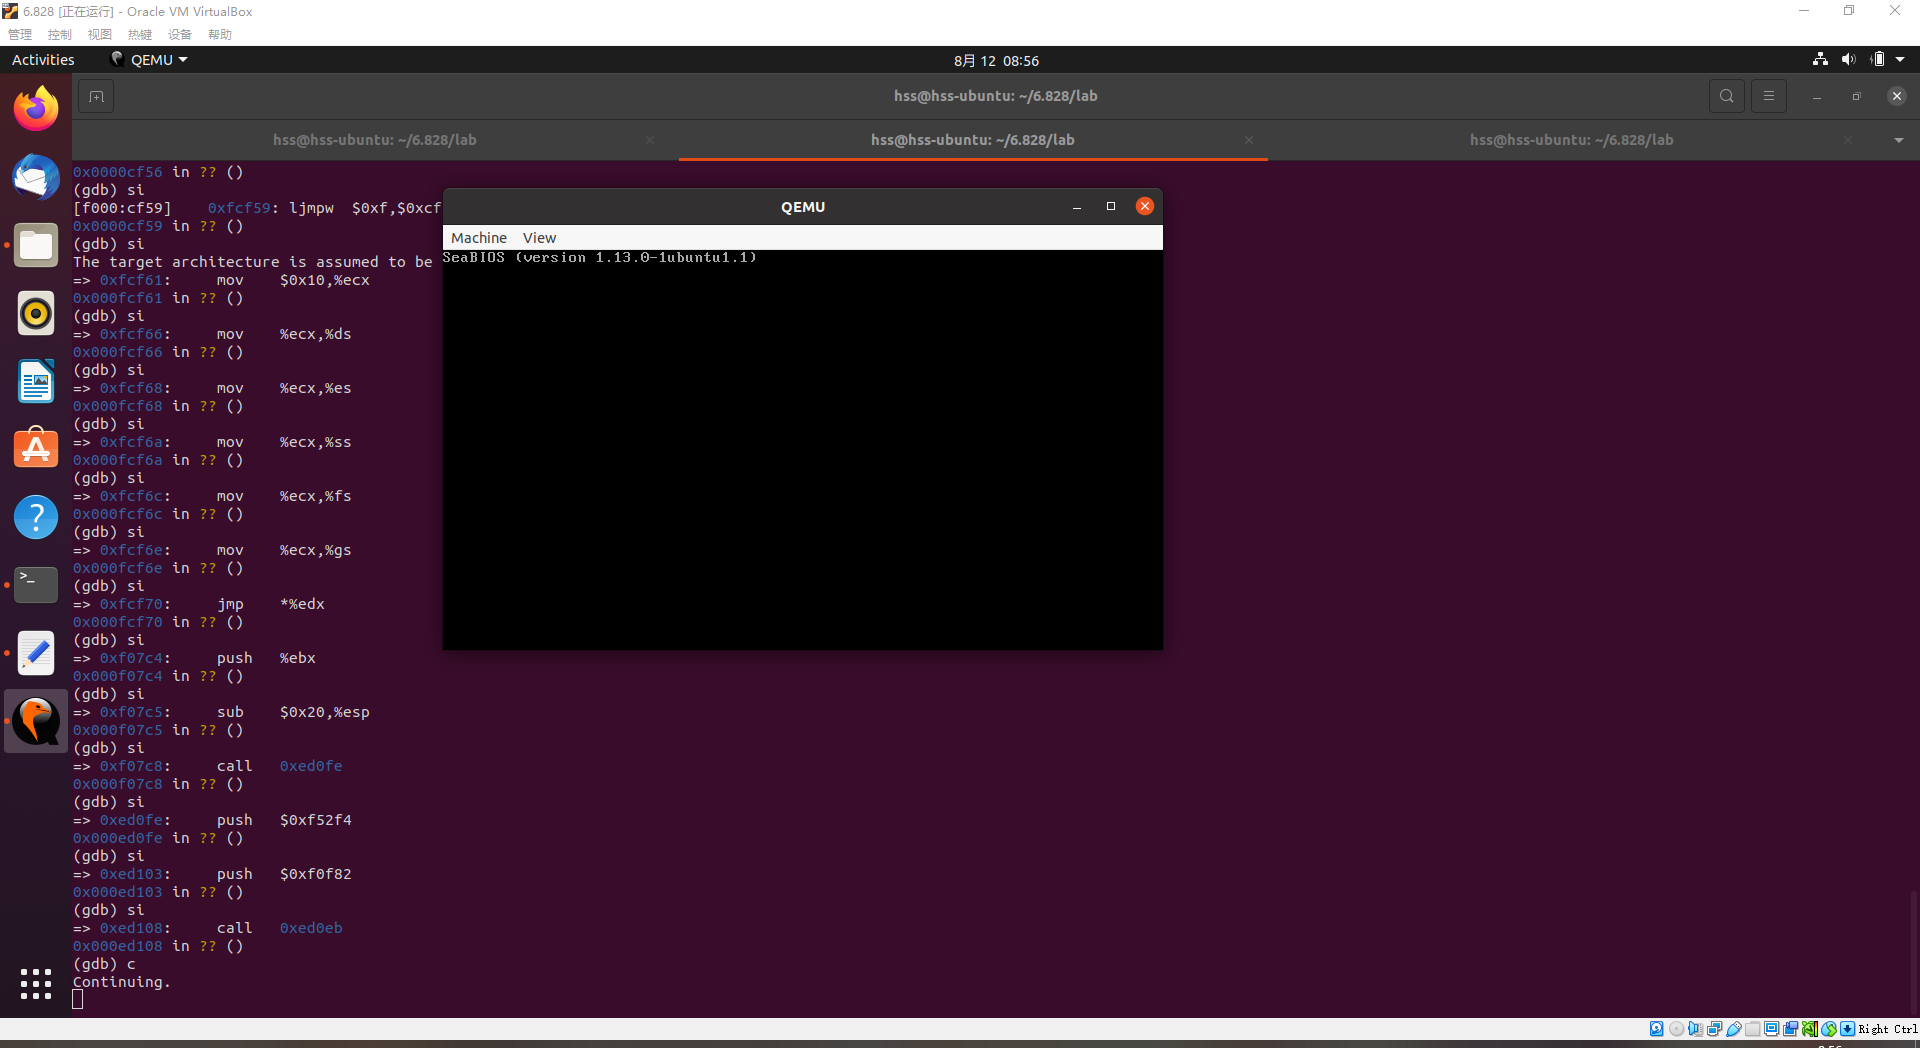 6.828 [正在运行] - Oracle VM VirtualBox
管理 控制 视图 热键 设备 帮助
Activities QEMU 8月 12 08:56
hss@hss-ubuntu: ~/6.828/lab
hss@hss-ubuntu: ~/6.828/lab hss@hss-ubuntu: ~/6.828/lab hss@hss-ubuntu: ~/6.828/lab
0x0000cf56 in ?? ()
(gdb) si
[f000:cf59] 0xfcf59: ljmpw $0xf,$0xcf
0x0000cf59 in ?? ()
(gdb) si
The target architecture is assumed to be
=> 0xfcf61: mov $0x10,%ecx
0x000fcf61 in ?? ()
(gdb) si
=> 0xfcf66: mov %ecx,%ds
0x000fcf66 in ?? ()
(gdb) si
=> 0xfcf68: mov %ecx,%es
0x000fcf68 in ?? ()
(gdb) si
=> 0xfcf6a: mov %ecx,%ss
0x000fcf6a in ?? ()
(gdb) si
=> 0xfcf6c: mov %ecx,%fs
0x000fcf6c in ?? ()
(gdb) si
=> 0xfcf6e: mov %ecx,%gs
0x000fcf6e in ?? ()
(gdb) si
=> 0xfcf70: jmp *%edx
0x000fcf70 in ?? ()
(gdb) si
=> 0xf07c4: push %ebx
0x000f07c4 in ?? ()
(gdb) si
=> 0xf07c5: sub $0x20,%esp
0x000f07c5 in ?? ()
(gdb) si
=> 0xf07c8: call 0xed0fe
0x000f07c8 in ?? ()
(gdb) si
=> 0xed0fe: push $0xf52f4
0x000ed0fe in ?? ()
(gdb) si
=> 0xed103: push $0xf0f82
0x000ed103 in ?? ()
(gdb) si
=> 0xed108: call 0xed0eb
0x000ed108 in ?? ()
(gdb) c
Continuing.
QEMU
Machine View
SeaBIOS (version 1.13.0-1ubuntu1.1)
Right Ctrl